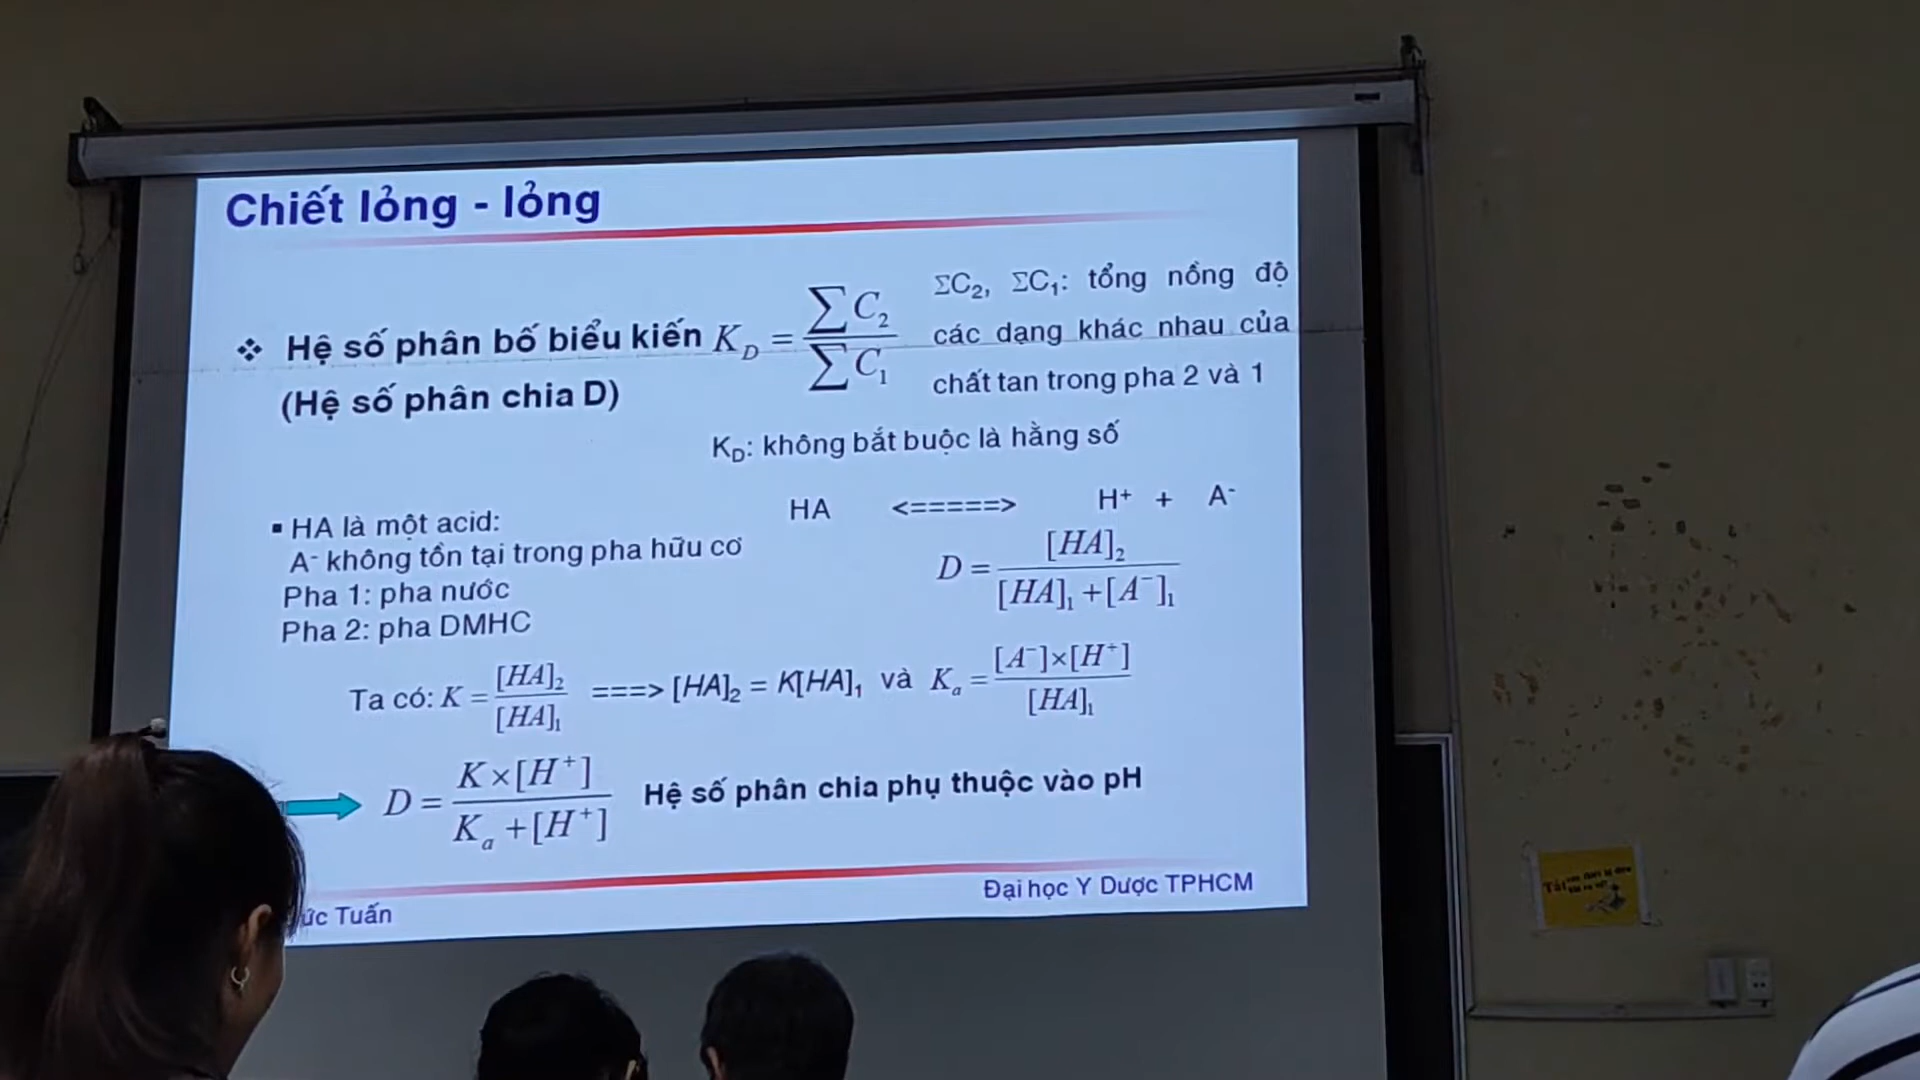 Chiết lỏng - lỏng
❖ Hệ số phân bố biểu kiến K_D = ∑C₂ / ∑C₁
(Hệ số phân chia D)
ΣC₂, ΣC₁: tổng nồng độ
các dạng khác nhau của
chất tan trong pha 2 và 1
K_D: không bắt buộc là hằng số
▪ HA là một acid:
HA <=====> H⁺ + A⁻
A⁻ không tồn tại trong pha hữu cơ
Pha 1: pha nước
Pha 2: pha DMHC
D = [HA]₂ / [HA]₁ + [A⁻]₁
Ta có: K = [HA]₂ / [HA]₁ ===> [HA]₂ = K[HA]₁ và Kₐ = [A⁻]×[H⁺] / [HA]₁
D = K×[H⁺] / Kₐ + [H⁺] Hệ số phân chia phụ thuộc vào pH
Tuấn
Đại học Y Dược TPHCM